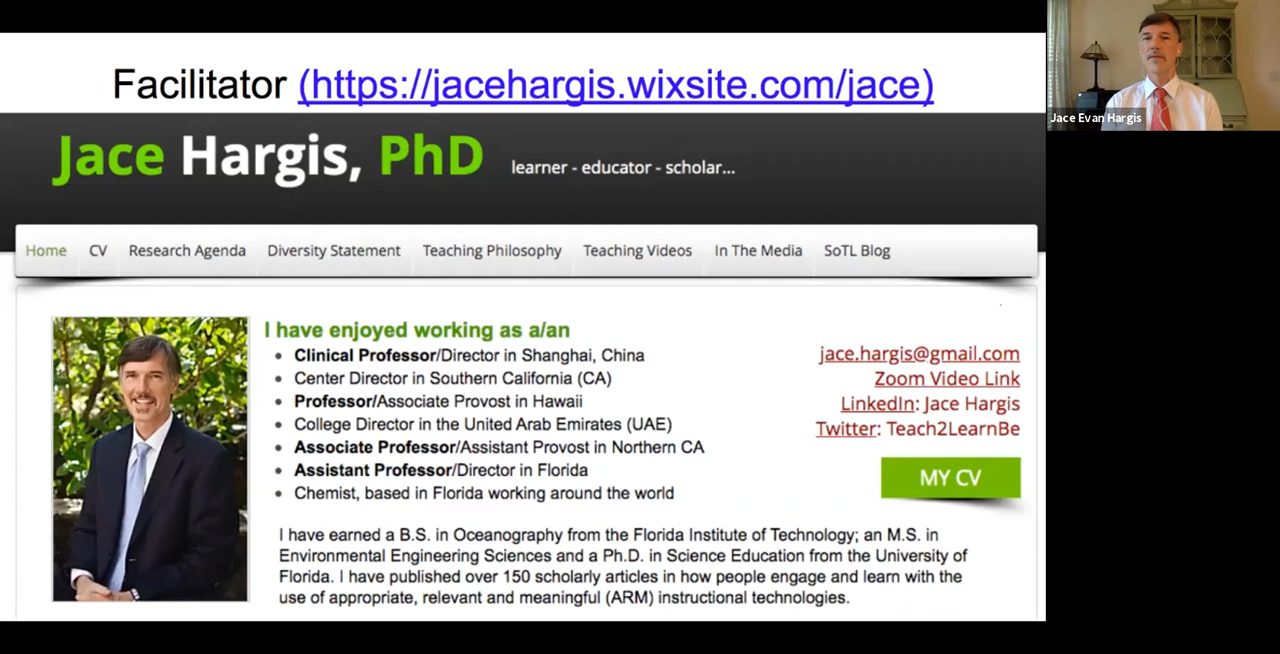 Facilitator (https://jacehargis.wixsite.com/jace)
Jace Evan Hargis
Jace Hargis, PhD learner - educator - scholar...
Home CV Research Agenda Diversity Statement Teaching Philosophy Teaching Videos In The Media SoTL Blog
I have enjoyed working as a/an
• Clinical Professor/Director in Shanghai, China
• Center Director in Southern California (CA)
• Professor/Associate Provost in Hawaii
• College Director in the United Arab Emirates (UAE)
• Associate Professor/Assistant Provost in Northern CA
• Assistant Professor/Director in Florida
• Chemist, based in Florida working around the world
jace.hargis@gmail.com
Zoom Video Link
LinkedIn: Jace Hargis
Twitter: Teach2LearnBe
MY CV
I have earned a B.S. in Oceanography from the Florida Institute of Technology; an M.S. in
Environmental Engineering Sciences and a Ph.D. in Science Education from the University of
Florida. I have published over 150 scholarly articles in how people engage and learn with the
use of appropriate, relevant and meaningful (ARM) instructional technologies.